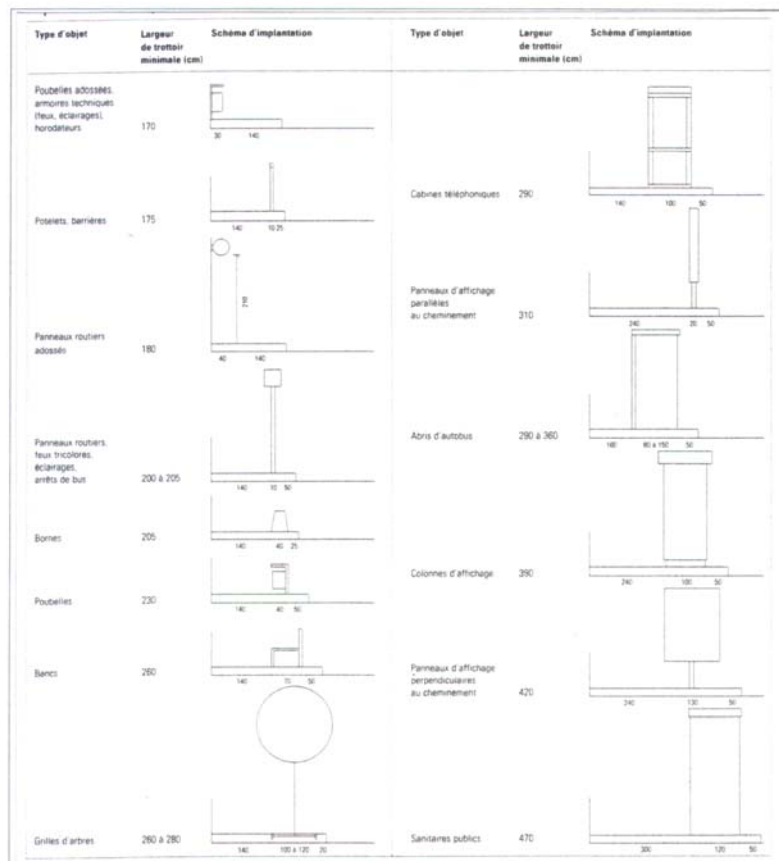 Type d'objet
Largeur
de trottoir
minimale (cm)
Schéma d'implantation
Poubelles adossées,
armoires techniques
(feux, éclairages),
horodateurs
170
30 140
Potelets, barrières
175
140 10 25
210
Panneaux routiers
adossés
180
40 140
Panneaux routiers,
feux tricolores,
éclairages,
arrêts de bus
200 à 205
140 10 50
Bornes
205
140 40 25
Poubelles
230
140 40 50
Bancs
260
140 70 50
Grilles d'arbres
260 à 280
140 100 à 120 20
Type d'objet
Largeur
de trottoir
minimale (cm)
Schéma d'implantation
Cabines téléphoniques
290
140 100 50
Panneaux d'affichage
parallèles
au cheminement
310
240 20 50
Abris d'autobus
290 à 360
160 80 à 150 50
Colonnes d'affichage
390
240 100 50
Panneaux d'affichage
perpendiculaires
au cheminement
420
240 130 50
Sanitaires publics
470
300 120 50